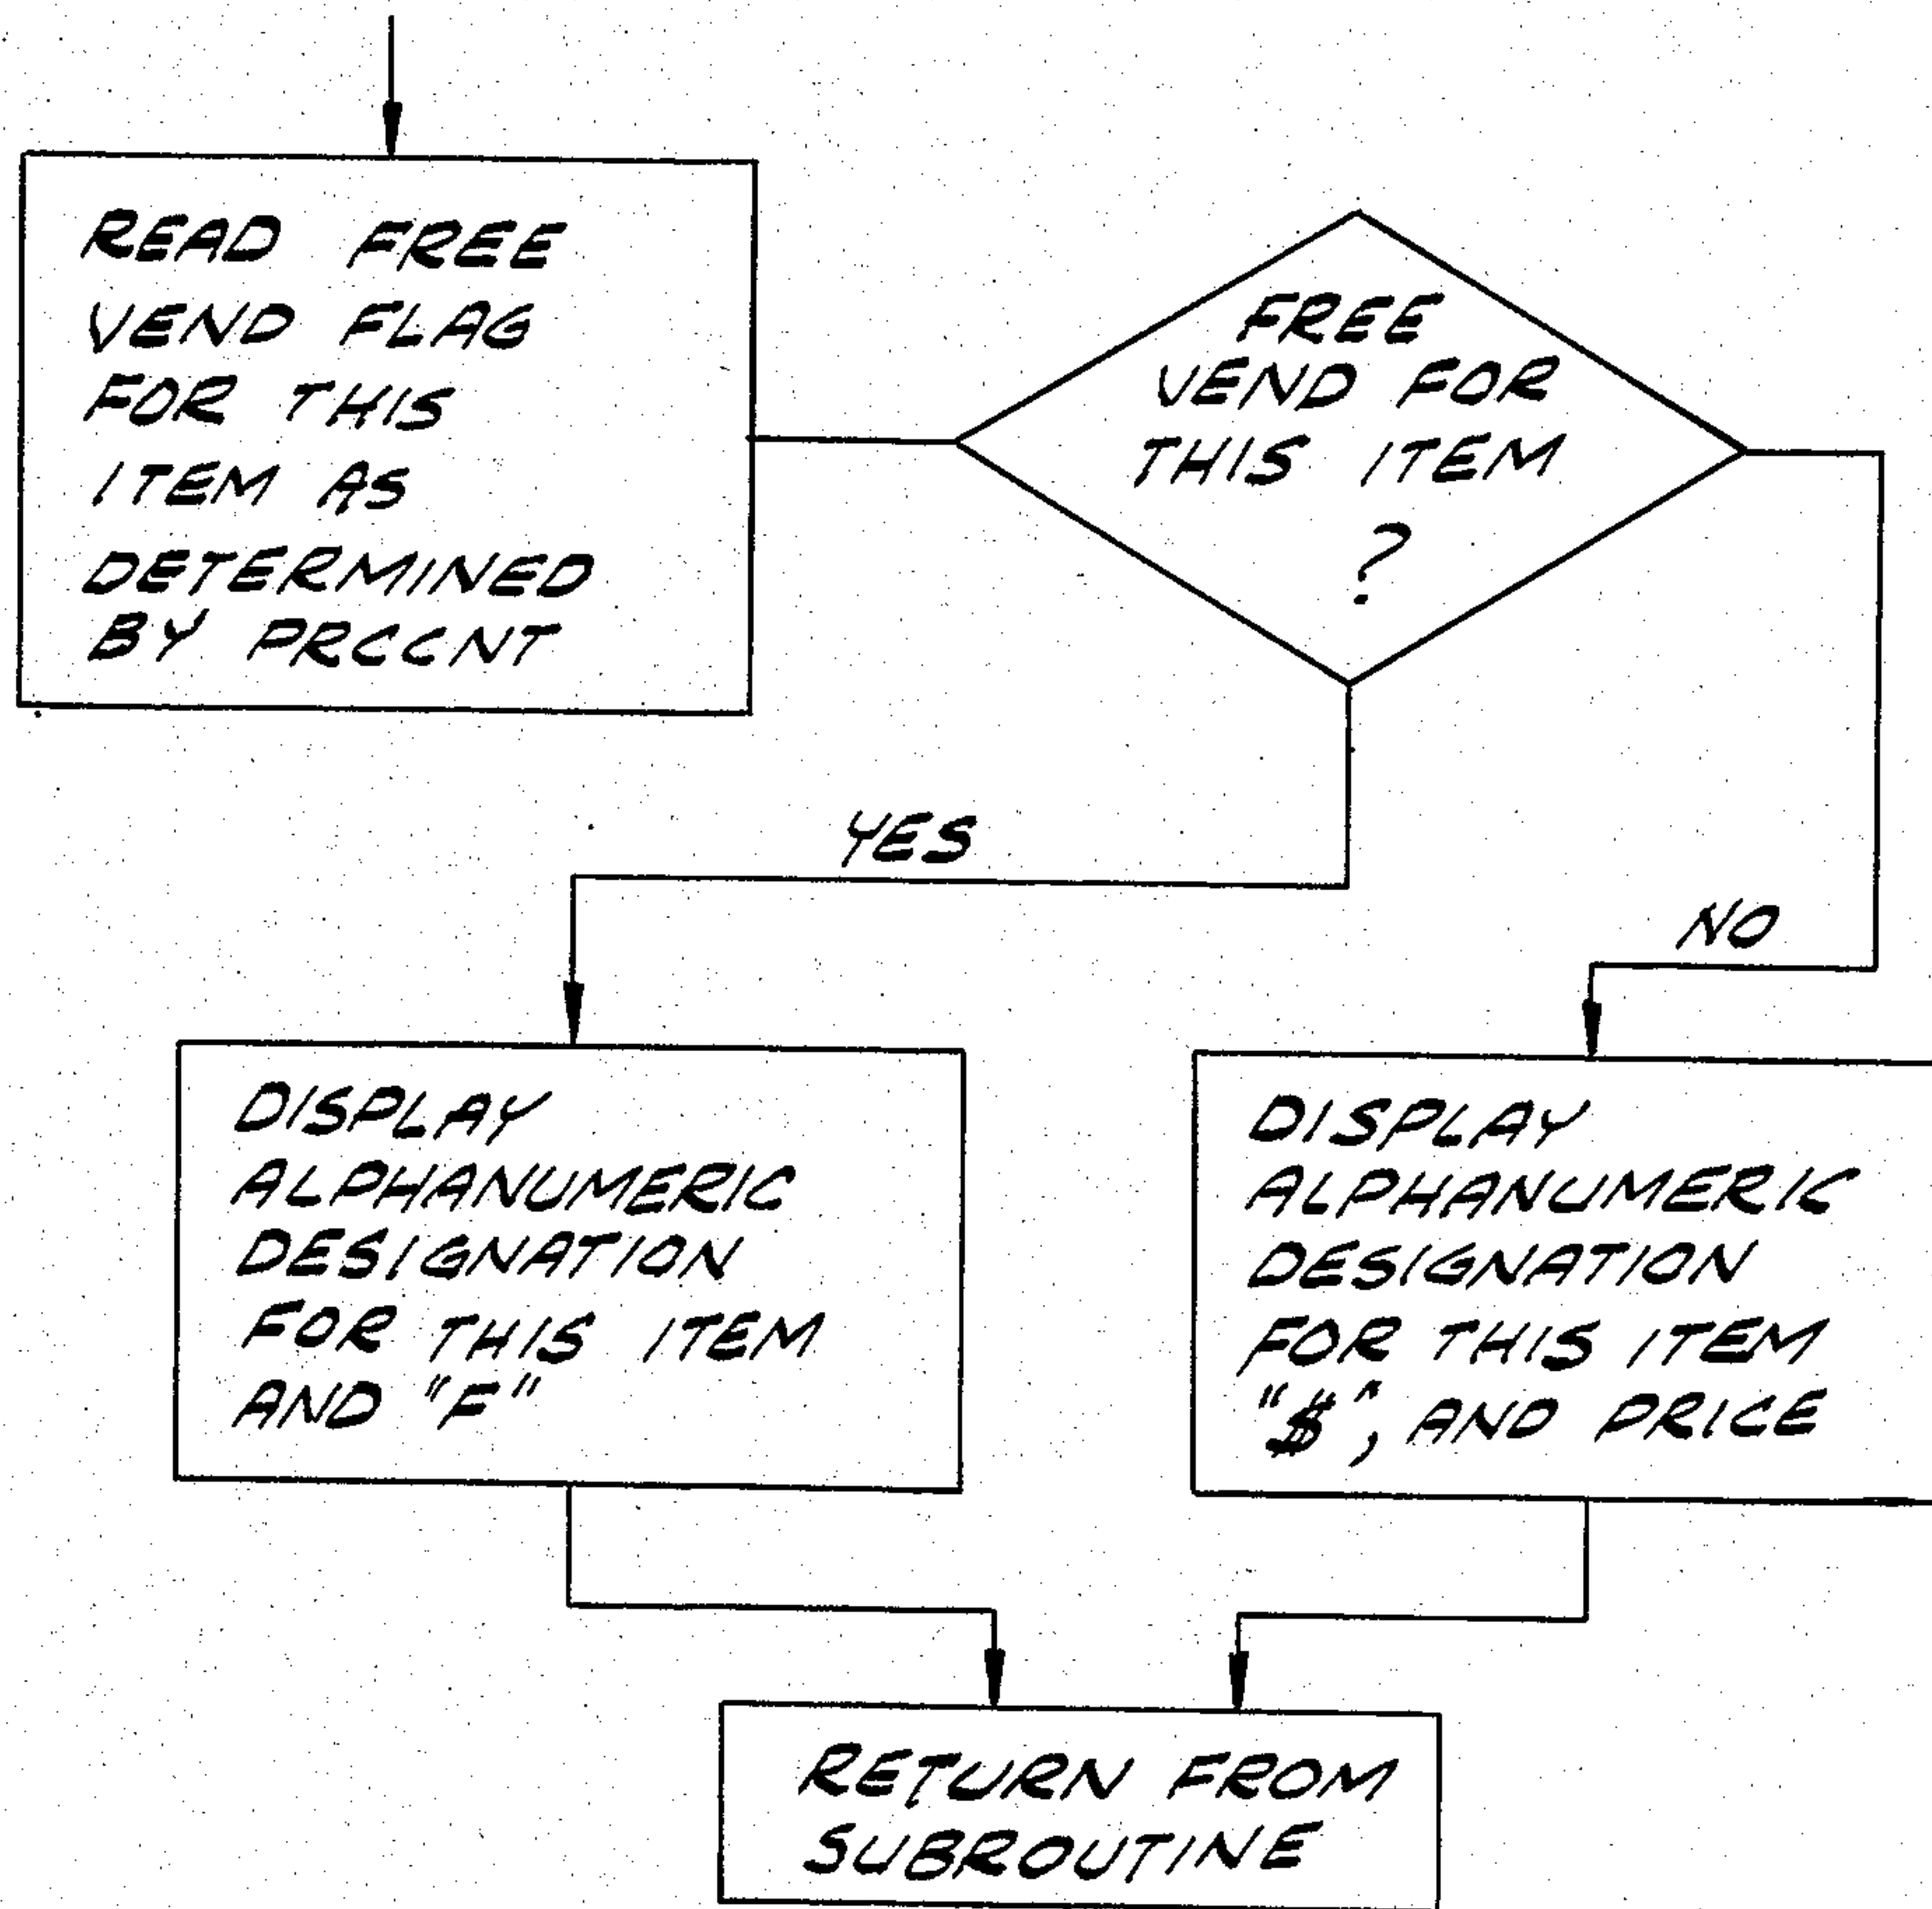 READ FREE
VEND FLAG
FOR THIS
ITEM AS
DETERMINED
BY PRCCNT
FREE
VEND FOR
THIS ITEM
?
YES
NO
DISPLAY
ALPHANUMERIC
DESIGNATION
FOR THIS ITEM
AND "F"
DISPLAY
ALPHANUMERIC
DESIGNATION
FOR THIS ITEM
"$", AND PRICE
RETURN FROM
SUBROUTINE